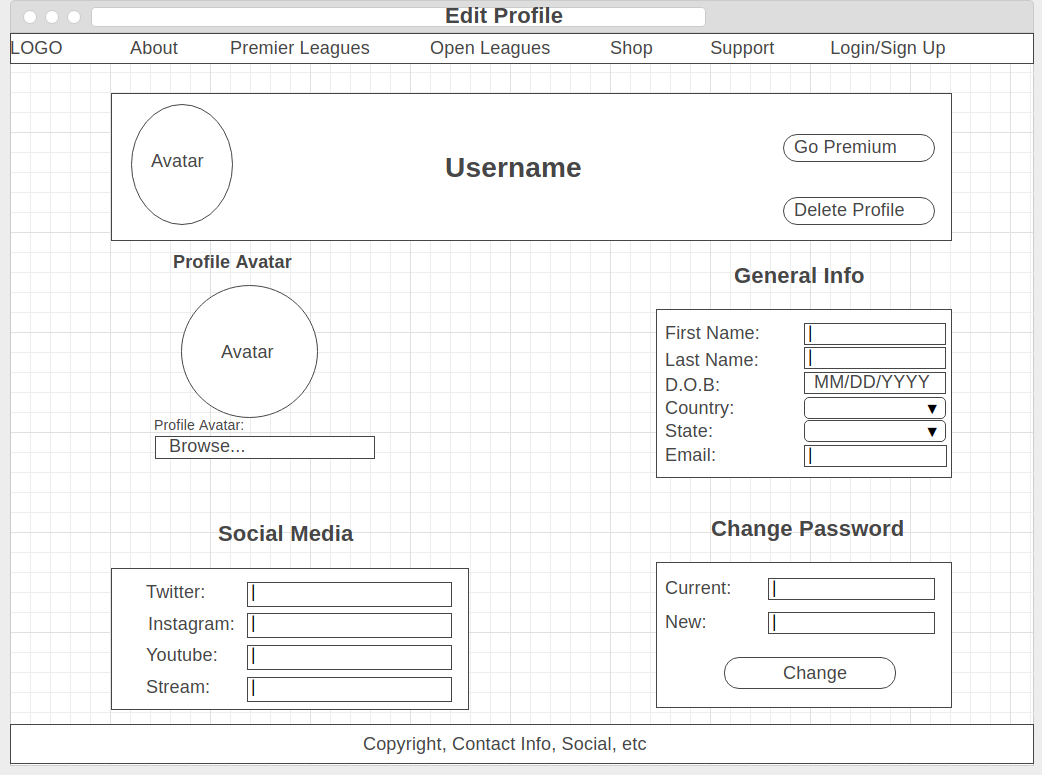 Edit Profile
LOGO About Premier Leagues Open Leagues Shop Support Login/Sign Up
Avatar
Username
Go Premium
Delete Profile
Profile Avatar
Avatar
Profile Avatar:
Browse...
General Info
First Name:
Last Name:
D.O.B: MM/DD/YYYY
Country:
State:
Email:
Social Media
Twitter:
Instagram:
Youtube:
Stream:
Change Password
Current:
New:
Change
Copyright, Contact Info, Social, etc